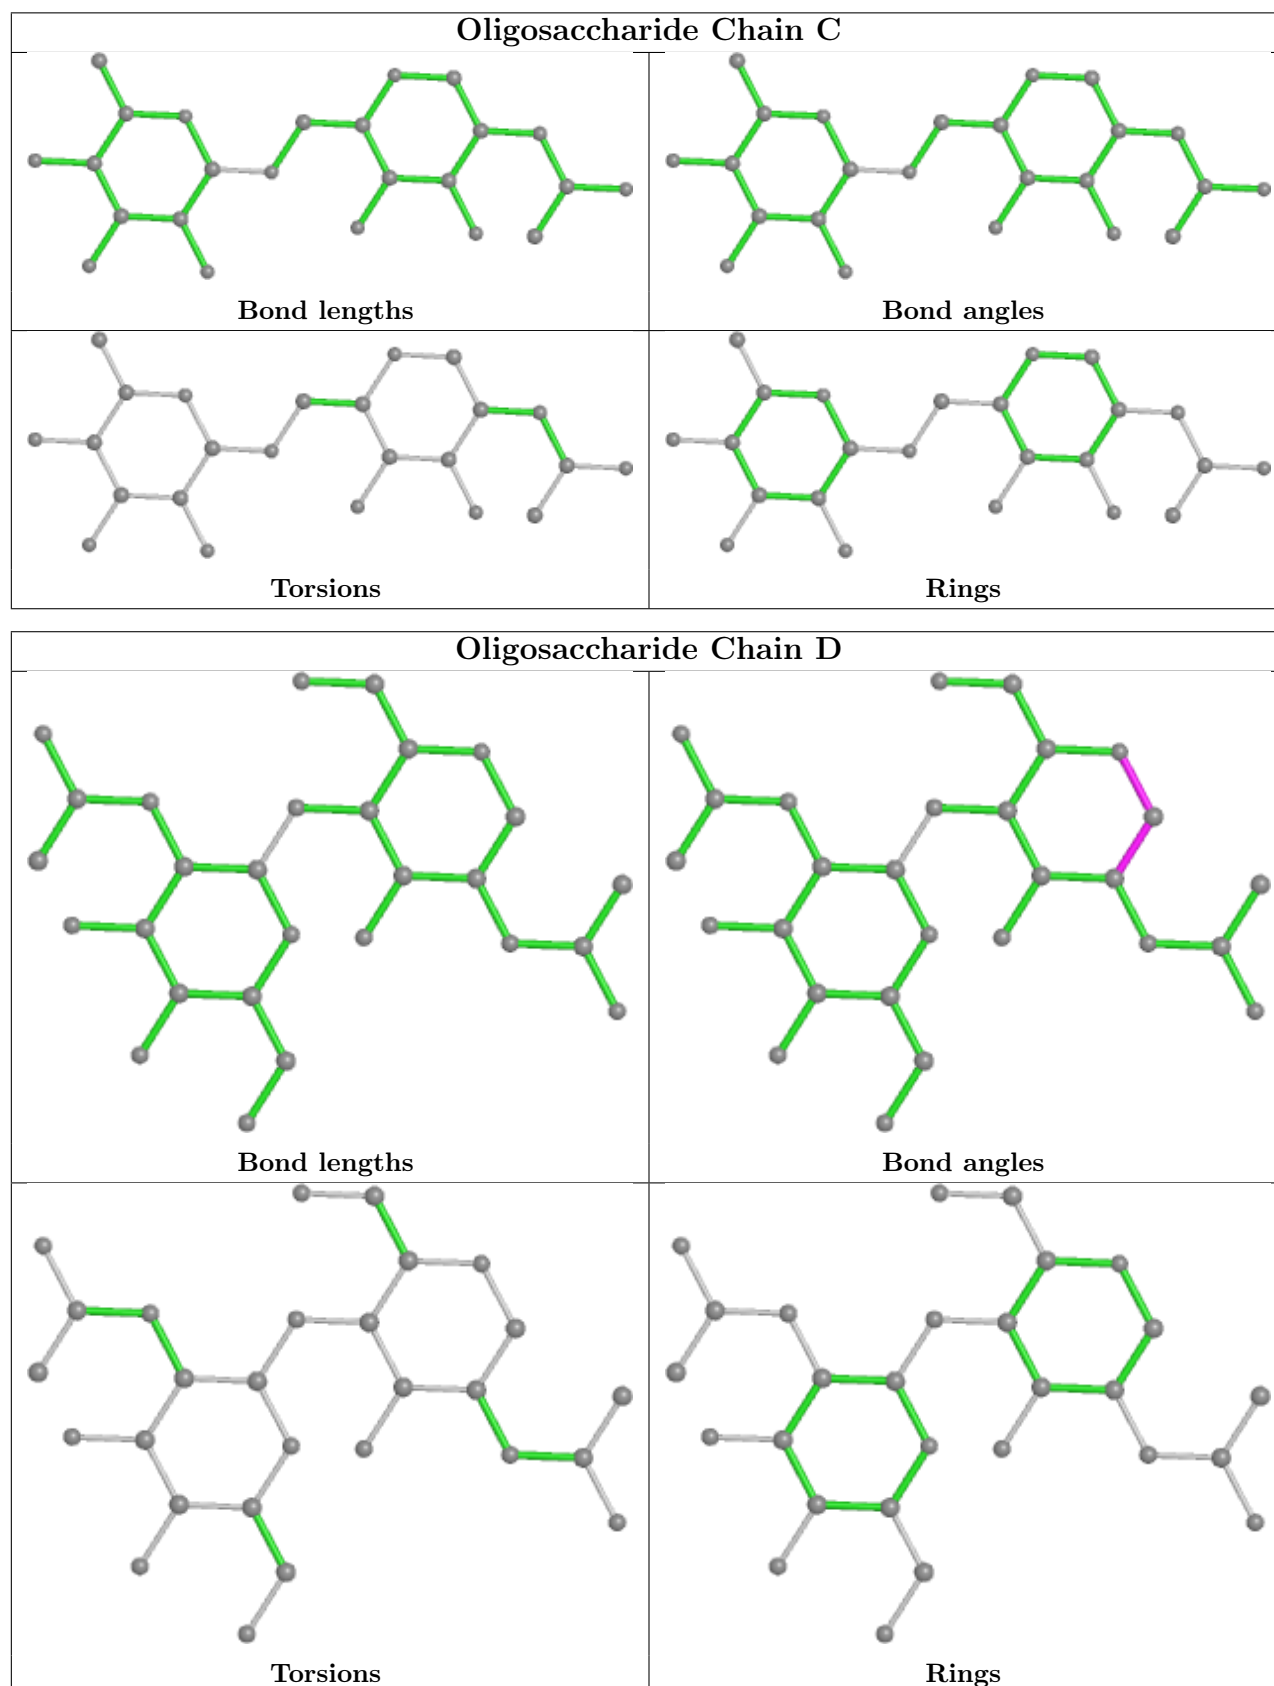 Oligosaccharide Chain C
Bond lengths
Bond angles
Torsions
Rings
Oligosaccharide Chain D
Bond lengths
Bond angles
Torsions
Rings